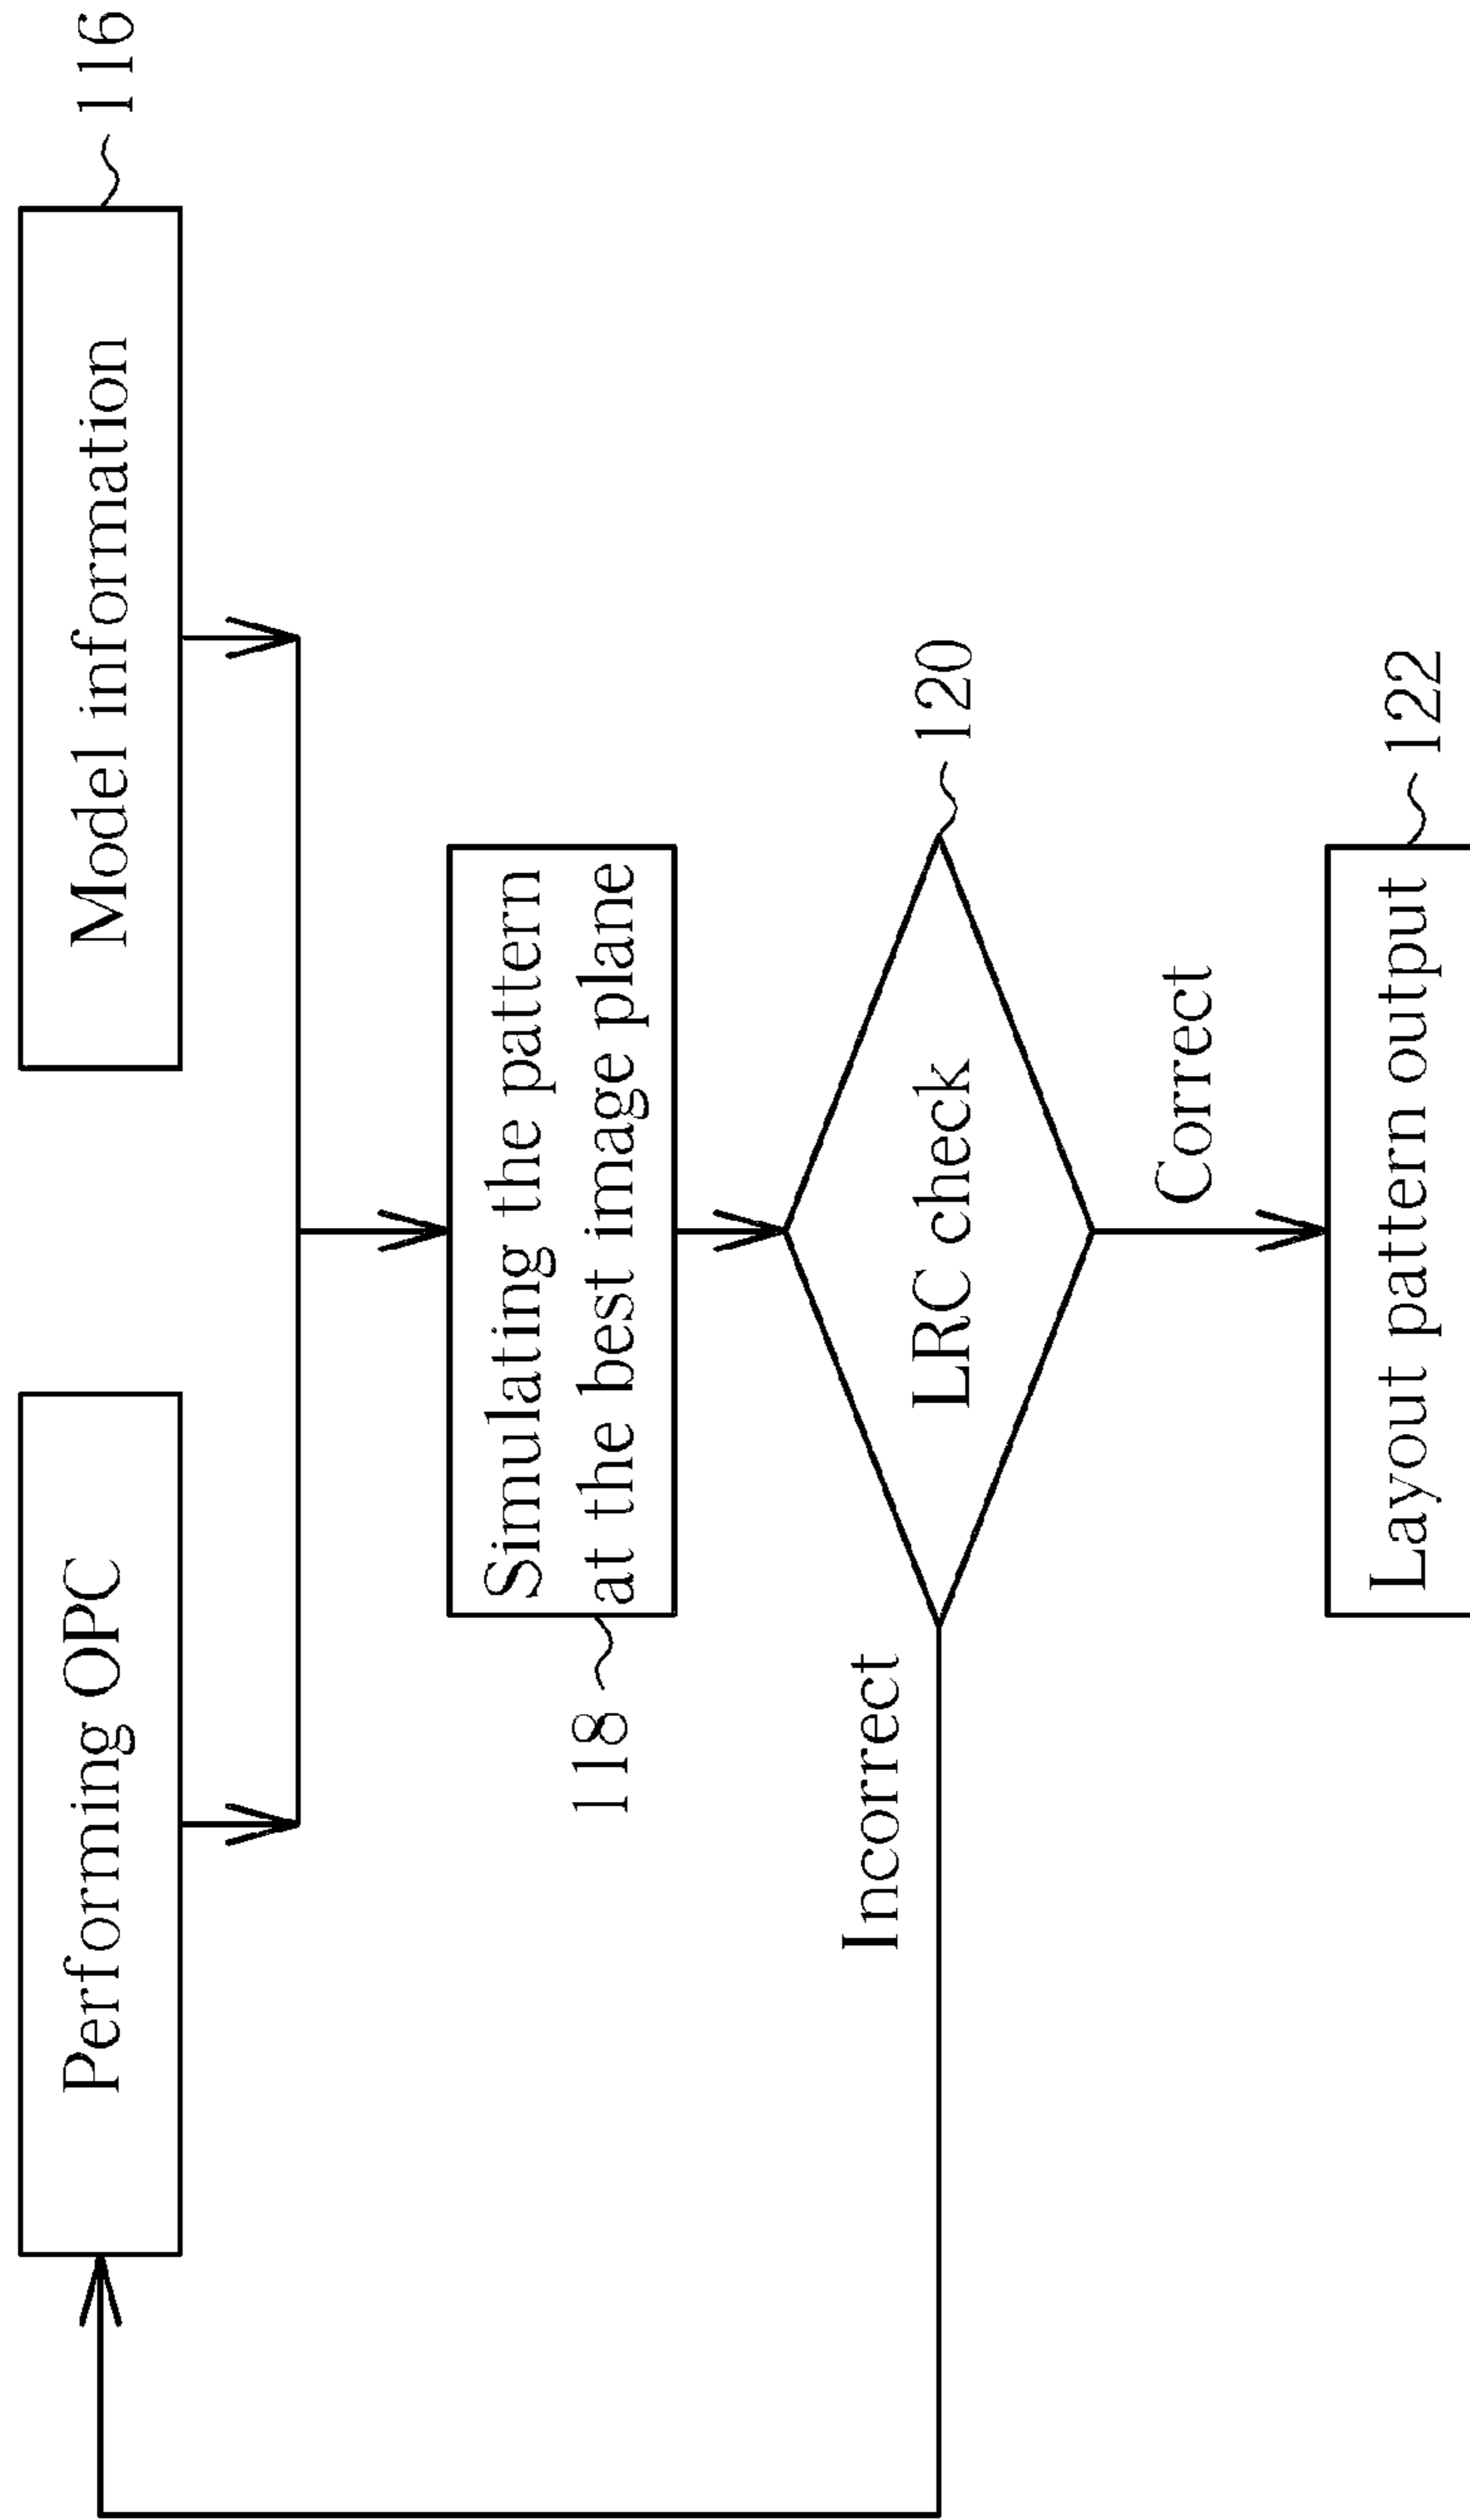 Performing OPC
Model information
116
Simulating the pattern
at the best image plane
118
LRC check
120
Incorrect
Correct
Layout pattern output
122